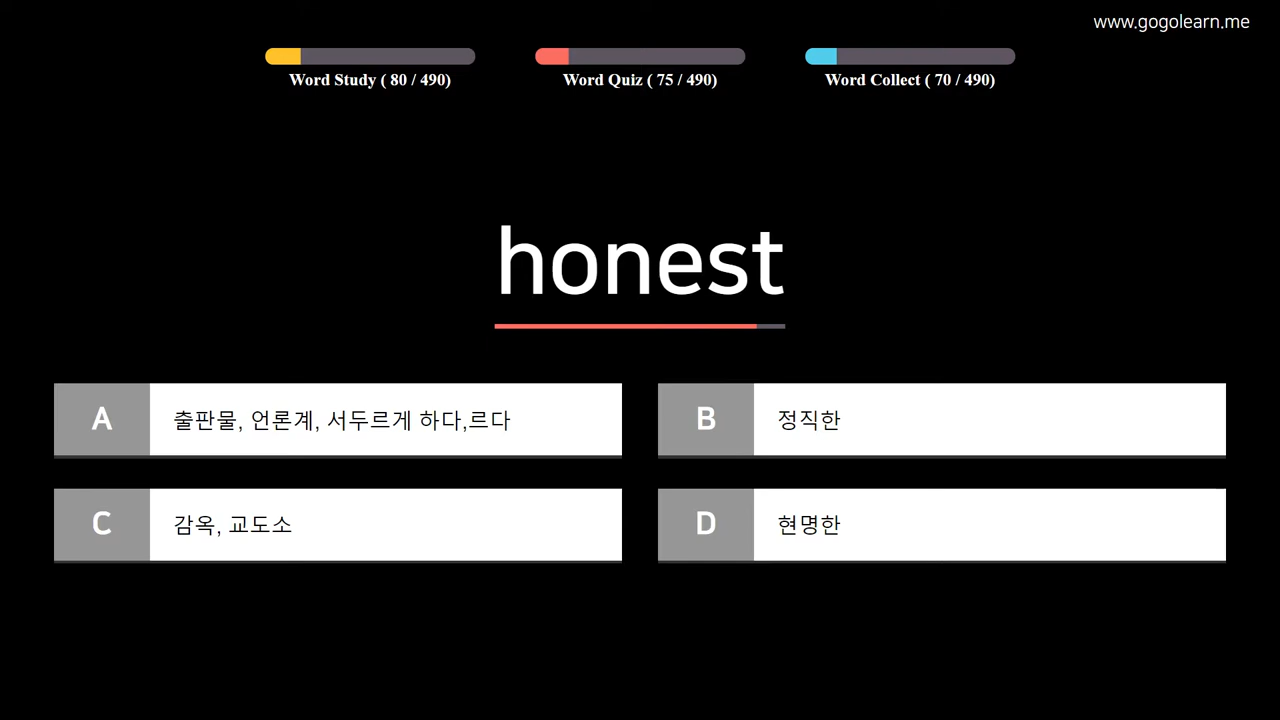 www.gogolearn.me
Word Study ( 80 / 490)
Word Quiz ( 75 / 490)
Word Collect ( 70 / 490)
honest
A 출판물, 언론계, 서두르게 하다,르다
B 정직한
C 감옥, 교도소
D 현명한